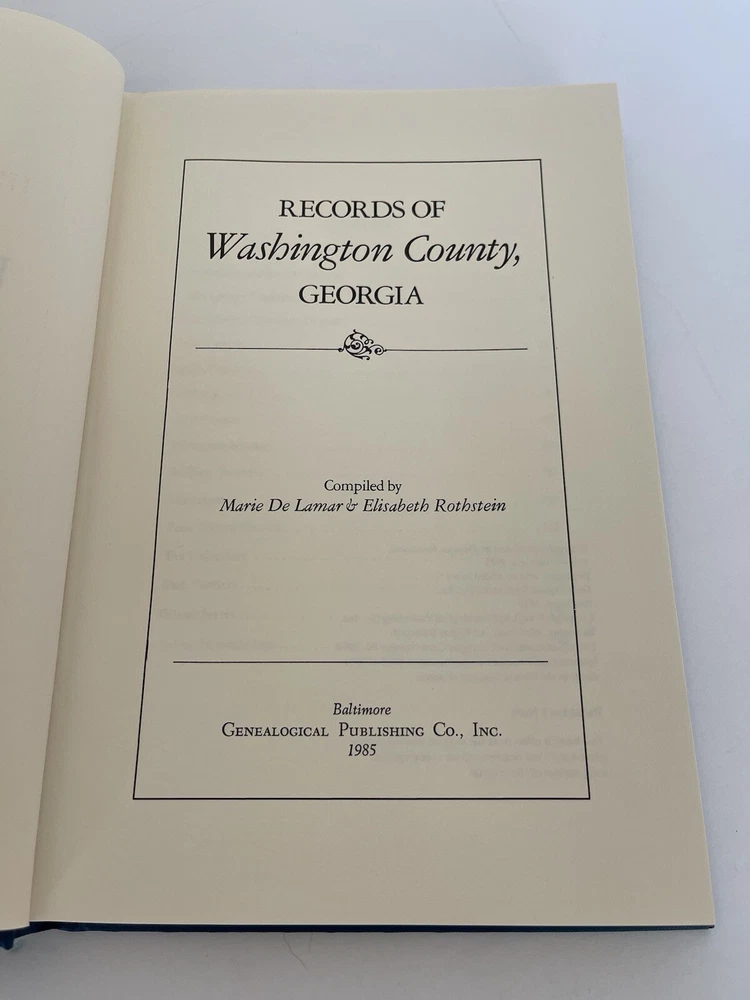 RECORDS OF
Washington County,
GEORGIA
Compiled by
Marie De Lamar & Elisabeth Rothstein
Baltimore
GENEALOGICAL PUBLISHING CO., INC.
1985